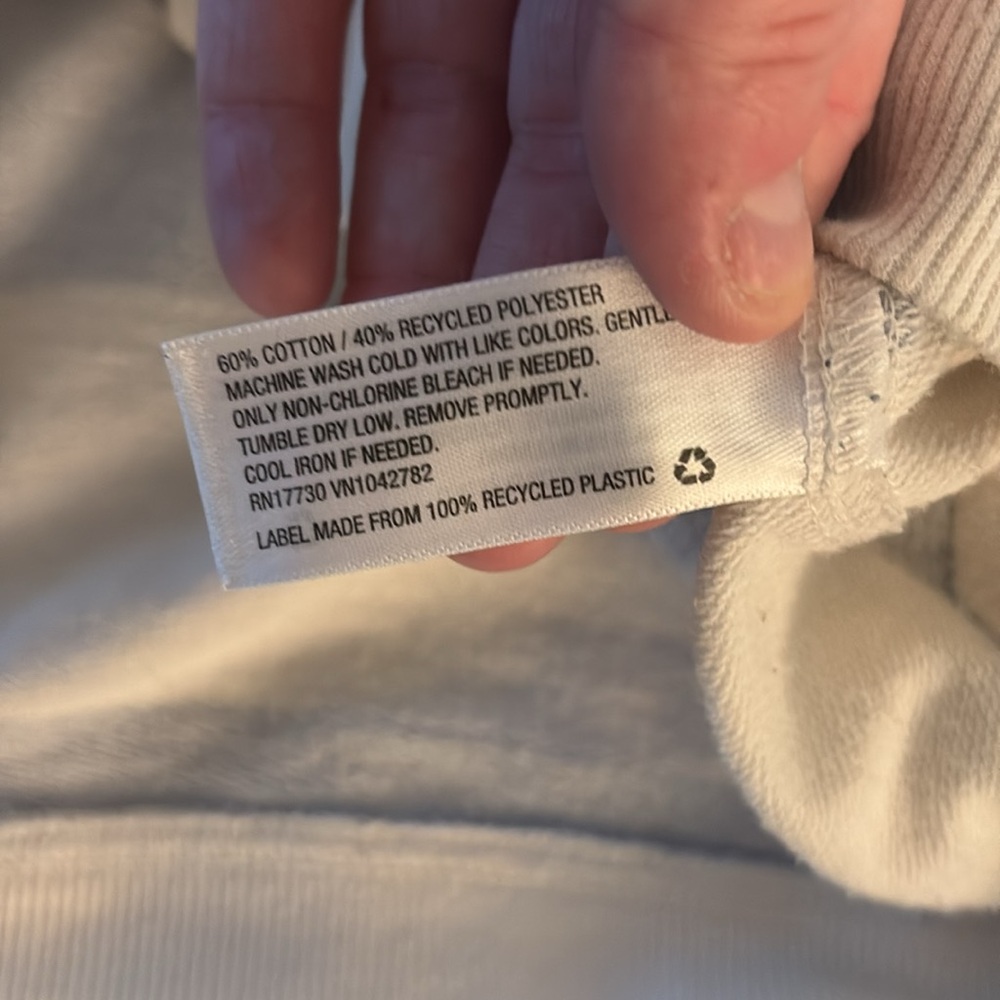 60% COTTON / 40% RECYCLED POLYESTER
MACHINE WASH COLD WITH LIKE COLORS. GENTLE
ONLY NON-CHLORINE BLEACH IF NEEDED.
TUMBLE DRY LOW. REMOVE PROMPTLY.
COOL IRON IF NEEDED.
RN17730 VN1042782
LABEL MADE FROM 100% RECYCLED PLASTIC